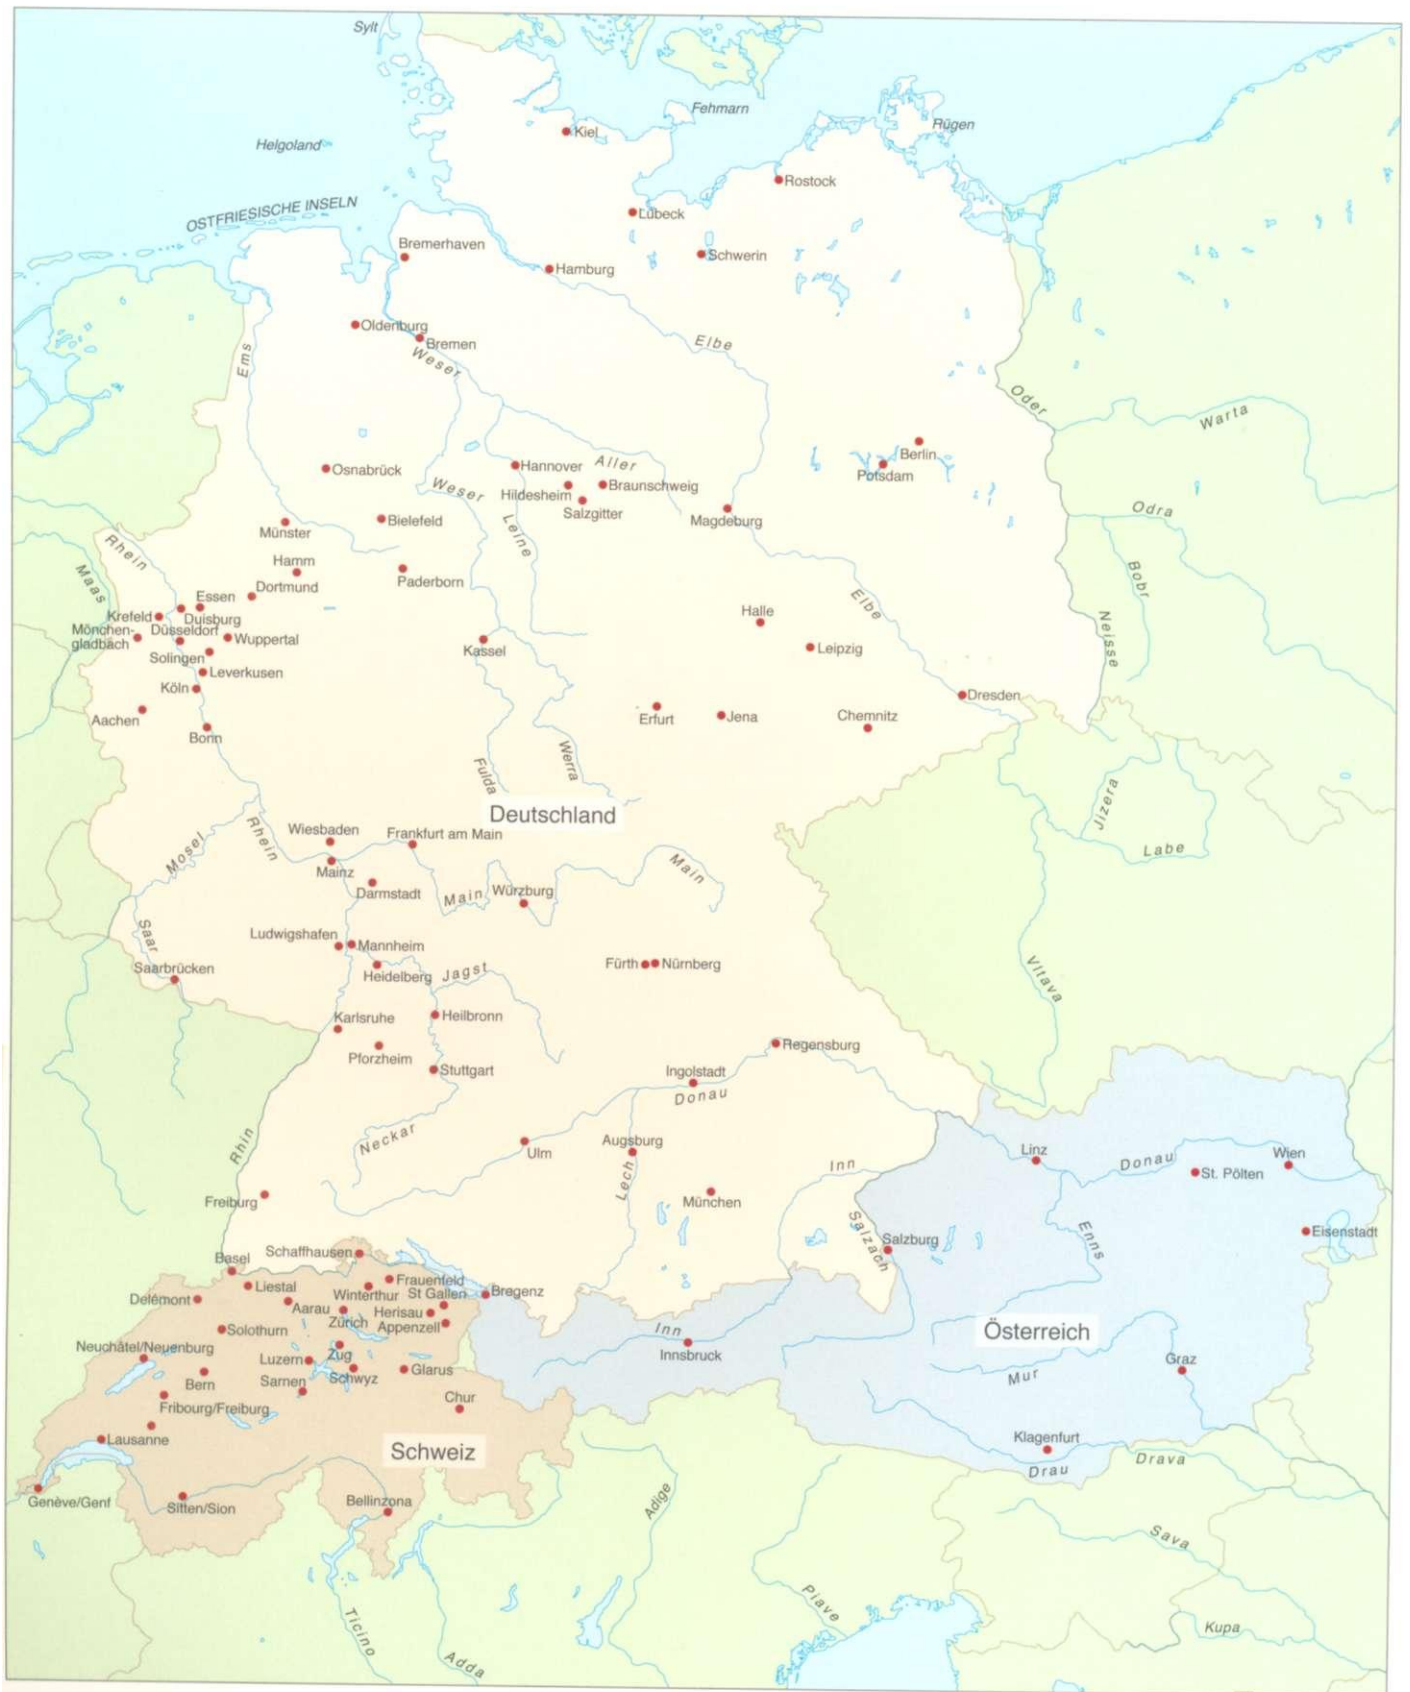 Sylt
Fehmarn
Kiel
Rügen
Helgoland
Rostock
OSTFRIESISCHE INSELN
Lübeck
Bremerhaven
Schwerin
Hamburg
Oldenburg
Bremen
Weser
Elbe
Ems
Oder
Warta
Berlin
Potsdam
Osnabrück
Hannover
Aller
Weser
Hildesheim
Braunschweig
Salzgitter
Magdeburg
Odra
Münster
Bielefeld
Leine
Rhein
Maas
Hamm
Dortmund
Paderborn
Bobr
Essen
Krefeld
Duisburg
Elbe
Halle
Mönchen-
gladbach
Düsseldorf
Wuppertal
Neisse
Solingen
Kassel
Leipzig
Leverkusen
Köln
Dresden
Aachen
Erfurt
Jena
Chemnitz
Bonn
Werra
Fulda
Deutschland
Jizera
Labe
Mosel
Rhein
Wiesbaden
Frankfurt am Main
Mainz
Main
Darmstadt
Main
Würzburg
Saar
Ludwigshafen
Mannheim
Saarbrücken
Heidelberg
Jagst
Fürth
Nürnberg
Vltava
Karlsruhe
Heilbronn
Pforzheim
Regensburg
Stuttgart
Ingolstadt
Donau
Neckar
Rhin
Ulm
Augsburg
Lech
Inn
Linz
Donau
Wien
St. Pölten
Freiburg
München
Salzach
Salzburg
Enns
Eisenstadt
Basel
Schaffhausen
Liestal
Frauenfeld
Winterthur
St Gallen
Bregenz
Delémont
Aarau
Zürich
Herisau
Appenzell
Solothurn
Inn
Innsbruck
Österreich
Neuchâtel/Neuenburg
Luzern
Zug
Glarus
Graz
Bern
Sarnen
Schwyz
Mur
Fribourg/Freiburg
Chur
Lausanne
Schweiz
Klagenfurt
Drau
Drava
Genève/Genf
Sitten/Sion
Bellinzona
Adige
Sava
Piave
Ticino
Adda
Kupa